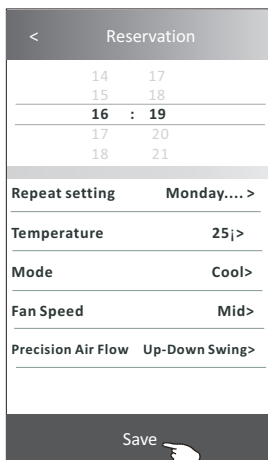 < Reservation
14 17
15 18
16 : 19
17 20
18 21
Repeat setting Monday.... >
Temperature 25¡>
Mode Cool>
Fan Speed Mid>
Precision Air Flow Up-Down Swing>
Save